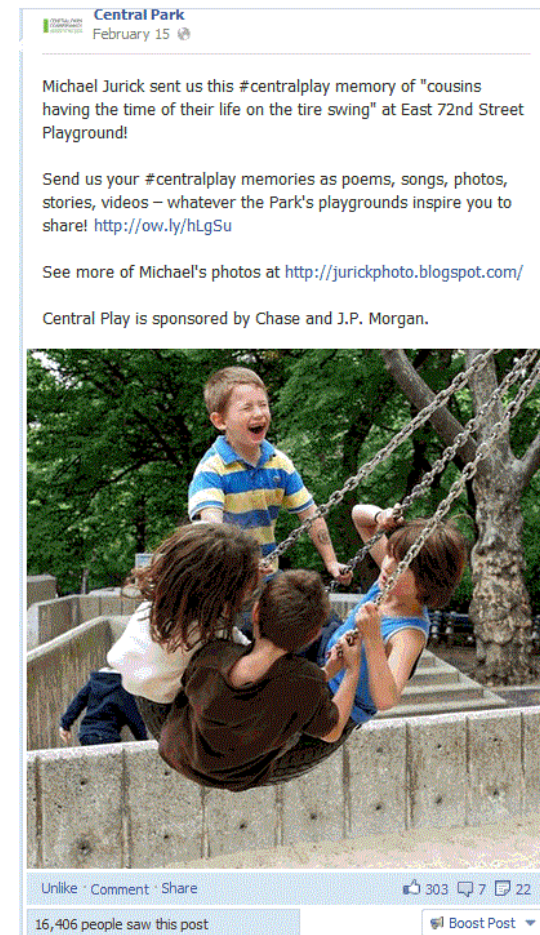 Central Park
February 15
Michael Jurick sent us this #centralplay memory of "cousins
having the time of their life on the tire swing" at East 72nd Street
Playground!
Send us your #centralplay memories as poems, songs, photos,
stories, videos – whatever the Park's playgrounds inspire you to
share! http://ow.ly/hLgSu
See more of Michael's photos at http://jurickphoto.blogspot.com/
Central Play is sponsored by Chase and J.P. Morgan.
Unlike · Comment · Share 303 7 22
16,406 people saw this post Boost Post